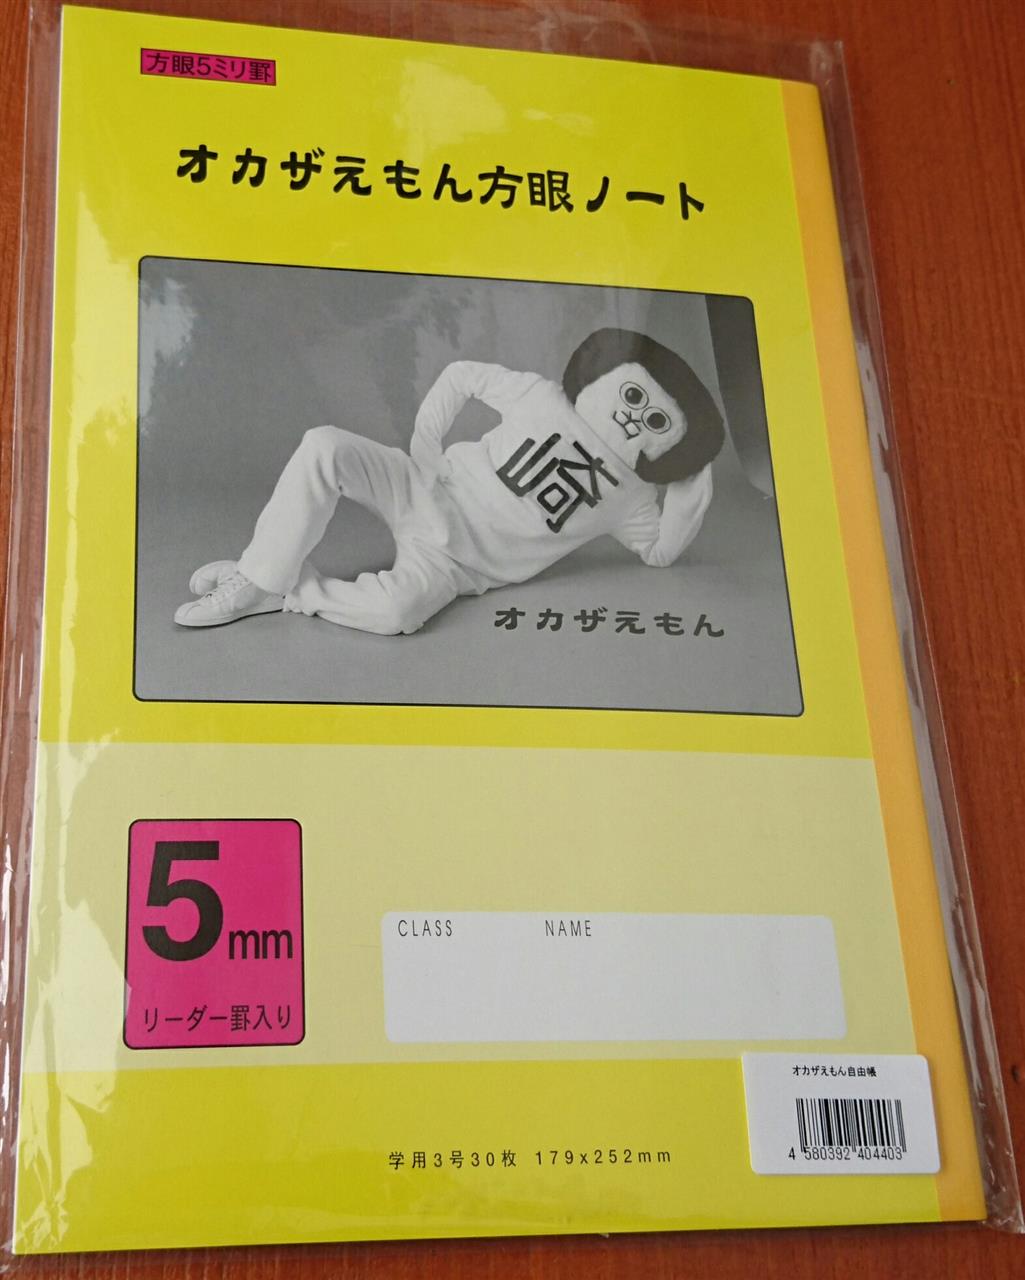 方眼5ミリ罫
オカザえもん方眼ノート
崎
オカザえもん
5mm
リーダー罫入り
CLASS NAME
オカザえもん自由帳
4 580392 404403
学用3号30枚 179x252mm